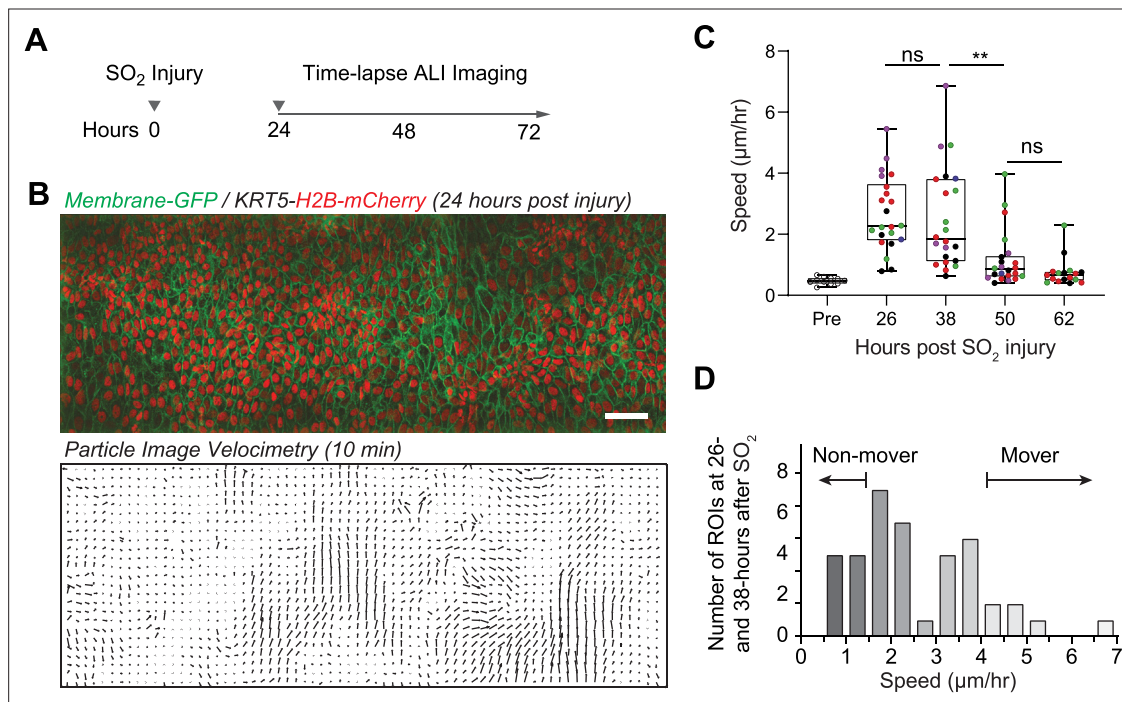 A
SO2 Injury
Time-lapse ALI Imaging
Hours 0 24 48 72
B
Membrane-GFP / KRT5-H2B-mCherry (24 hours post injury)
Particle Image Velocimetry (10 min)
C
8
6
4
2
0
Speed (µm/hr)
ns
**
ns
Pre 26 38 50 62
Hours post SO2 injury
D
Number of ROIs at 26-
and 38-hours after SO2
8
6
4
2
0
Non-mover
Mover
0 1 2 3 4 5 6 7
Speed (µm/hr)